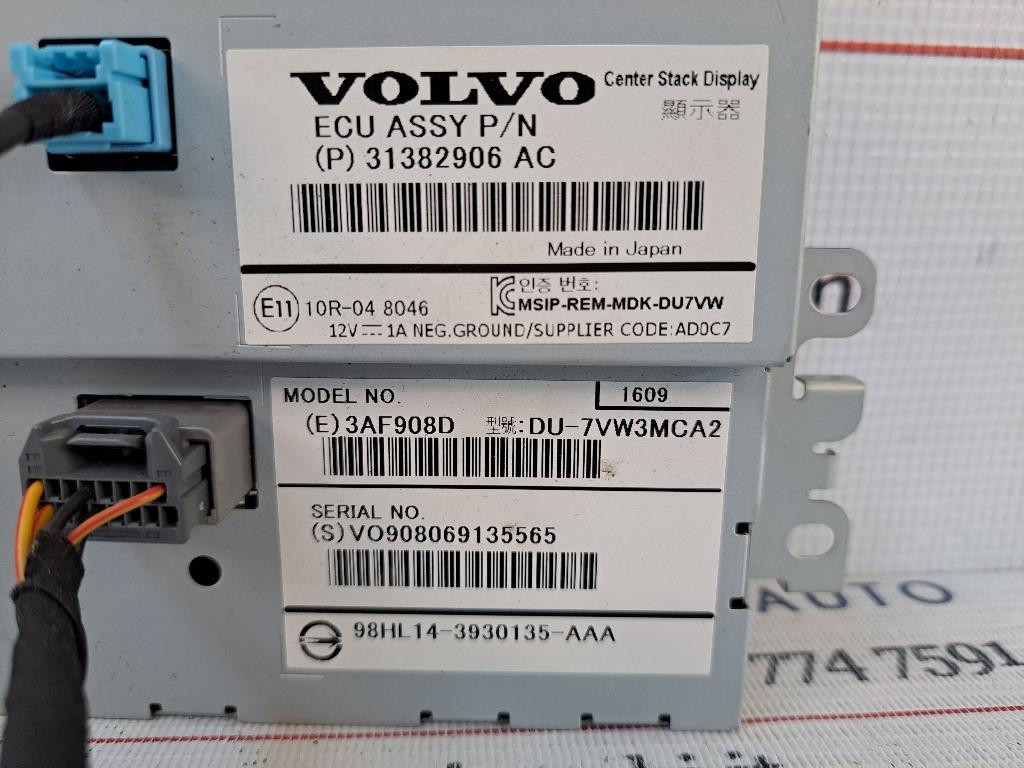 VOLVO Center Stack Display
顯示器
ECU ASSY P/N
(P) 31382906 AC
Made in Japan
E11 10R-04 8046
인증 번호:
MSIP-REM-MDK-DU7VW
12V 1A NEG.GROUND/SUPPLIER CODE:AD0C7
MODEL NO. 1609
(E) 3AF908D 型號: DU-7VW3MCA2
SERIAL NO.
(S) VO908069135565
98HL14-3930135-AAA
AUTO
774 7591